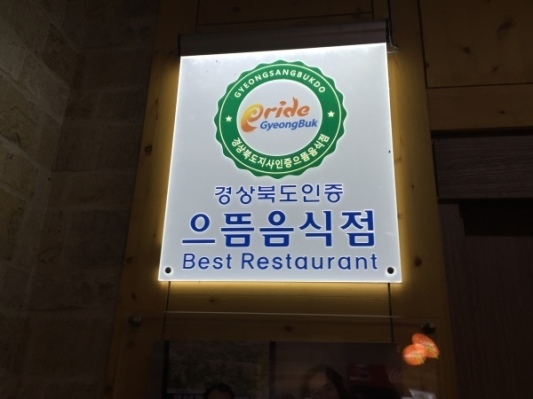 GYEONGSANGBUKDO
Pride
GyeongBuk
경상북도지사인증으뜸음식점
경상북도인증
으뜸음식점
Best Restaurant